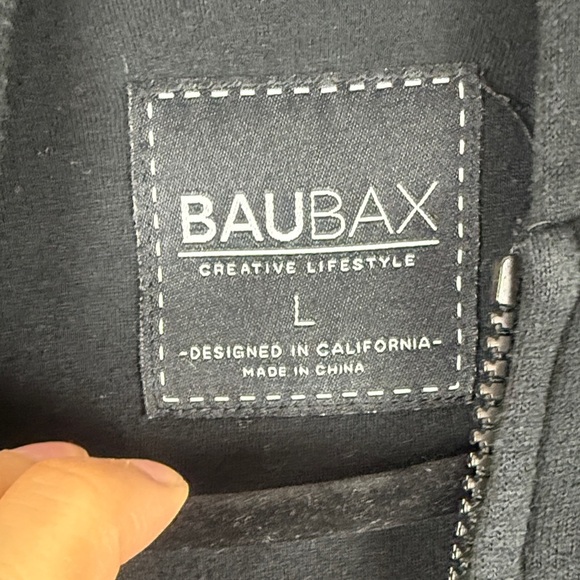 BAUBAX
CREATIVE LIFESTYLE
L
-DESIGNED IN CALIFORNIA-
MADE IN CHINA